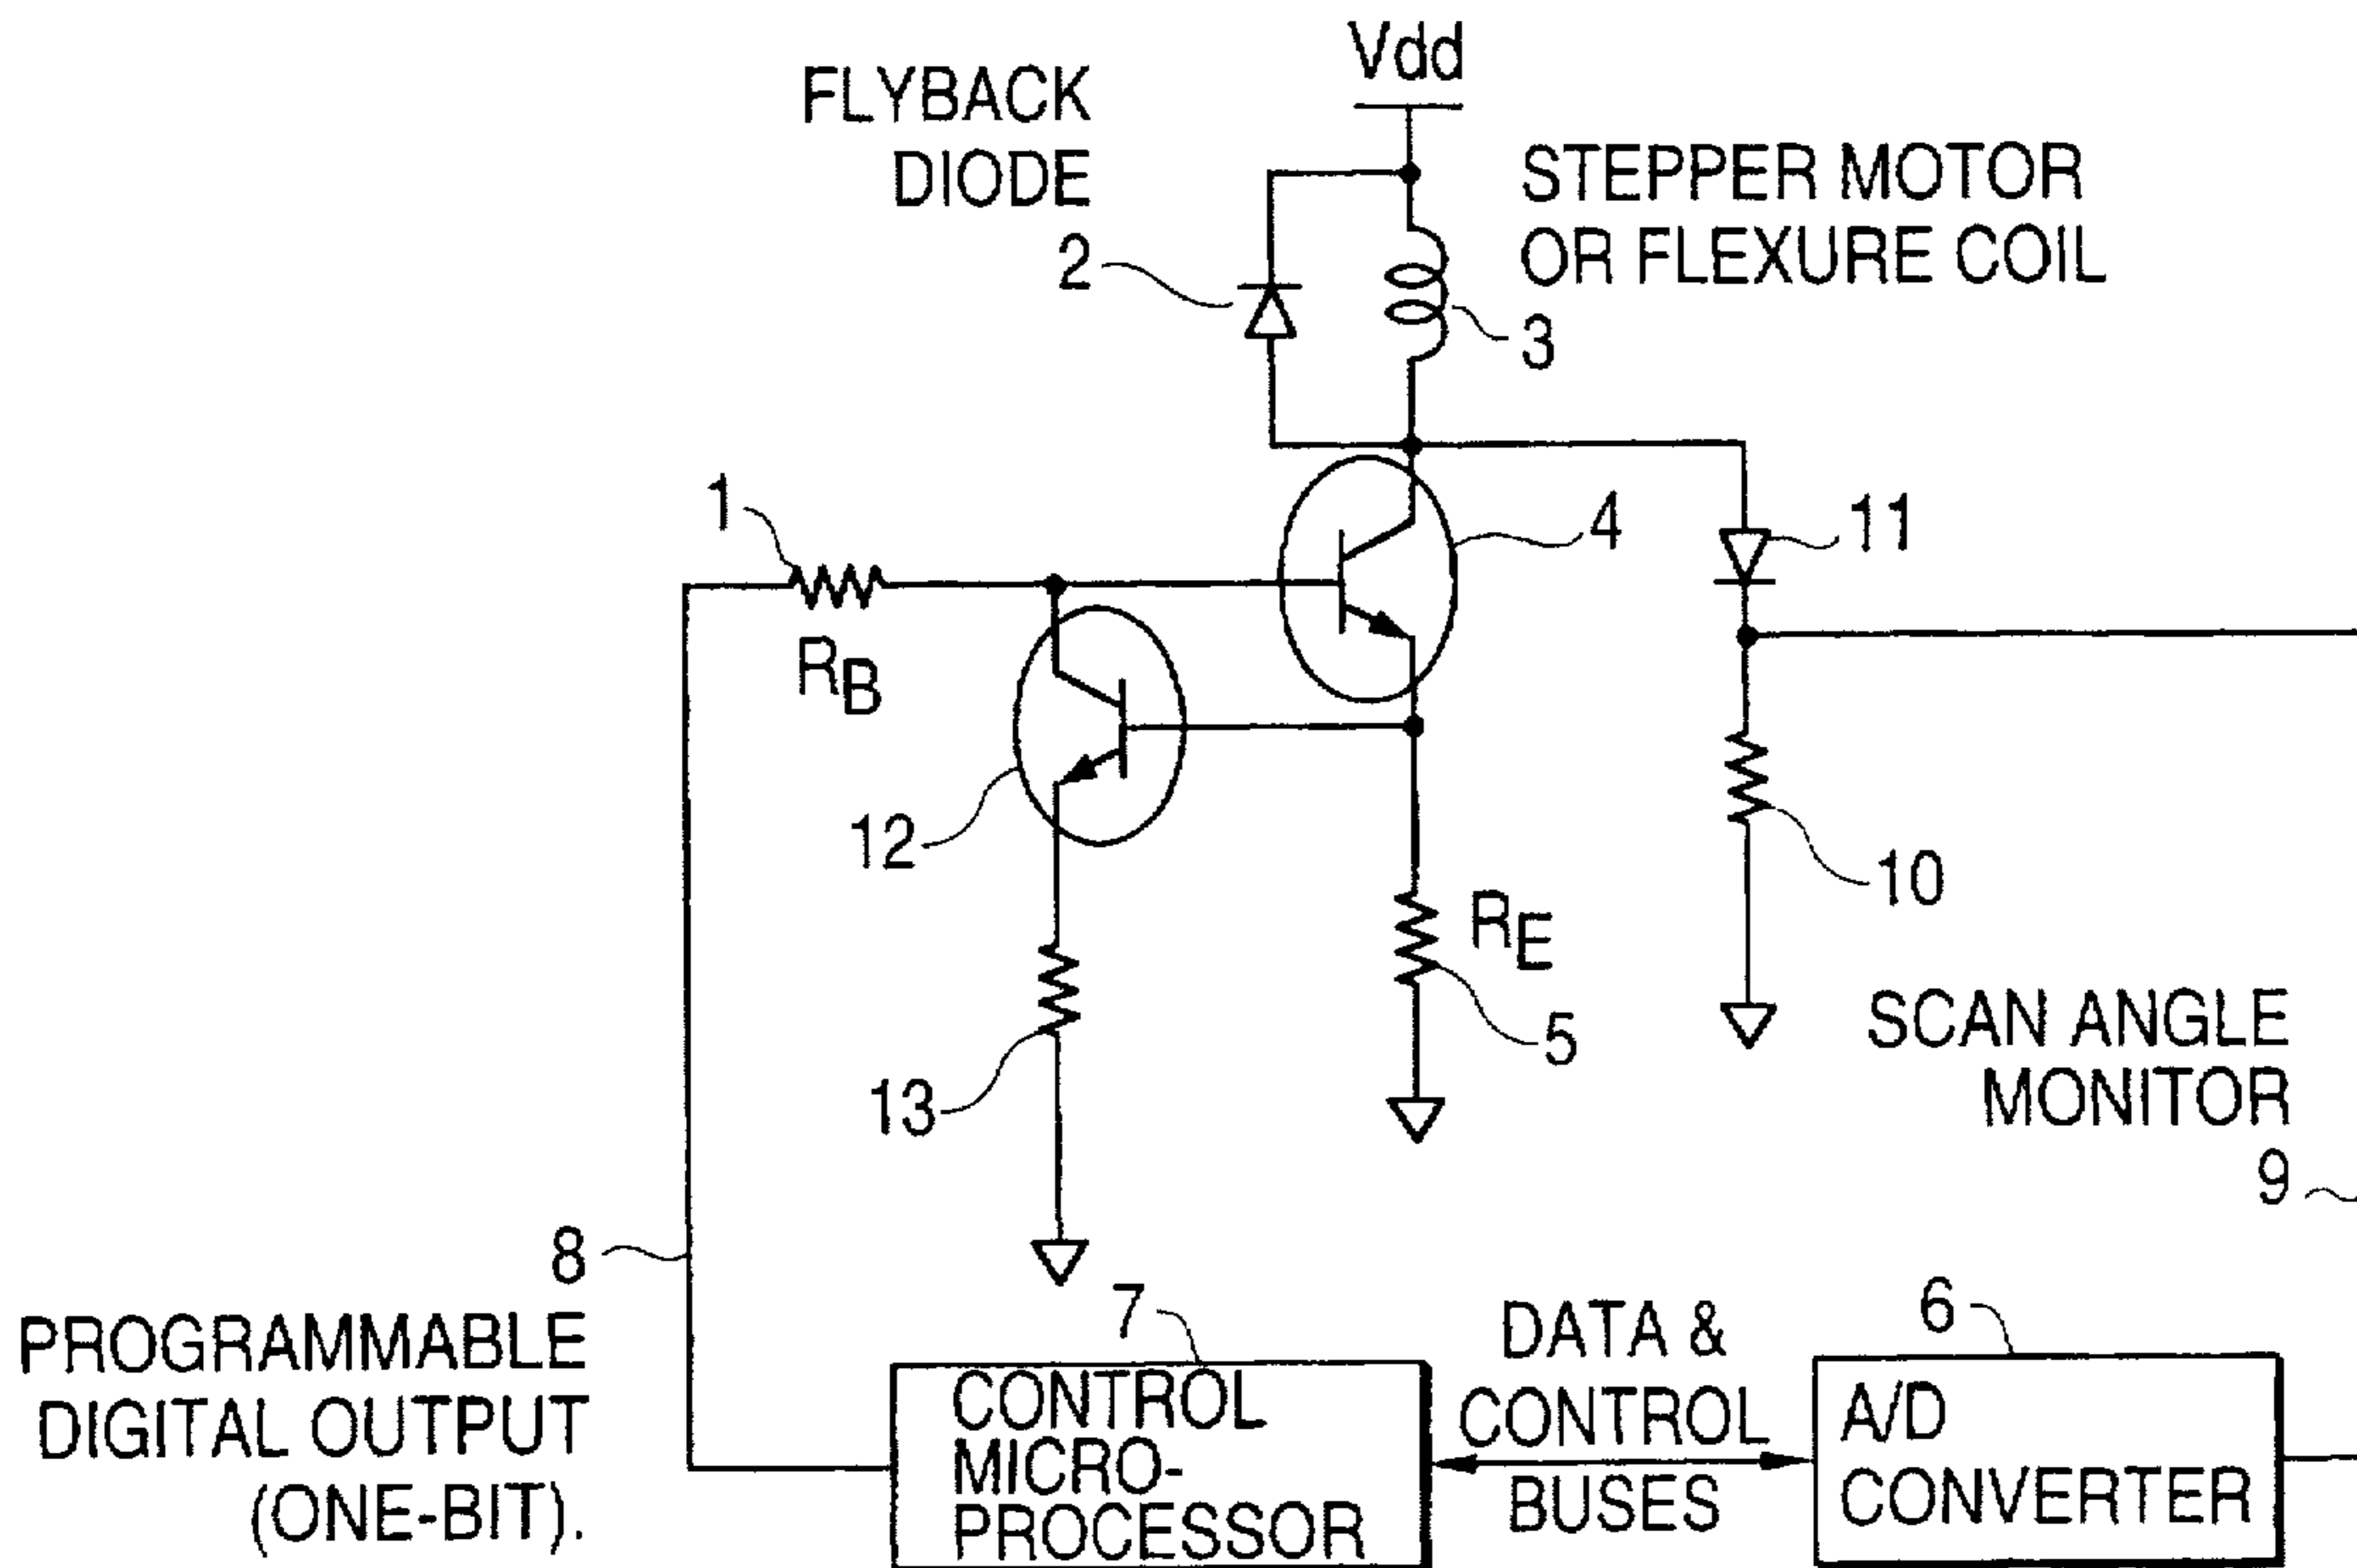 Vdd
FLYBACK
DIODE
2
STEPPER MOTOR
OR FLEXURE COIL
3
1
4
11
RB
12
10
RE
5
13
SCAN ANGLE
MONITOR
9
8
PROGRAMMABLE
DIGITAL OUTPUT
(ONE-BIT).
7
CONTROL
MICRO-
PROCESSOR
DATA &
CONTROL
BUSES
6
A/D
CONVERTER